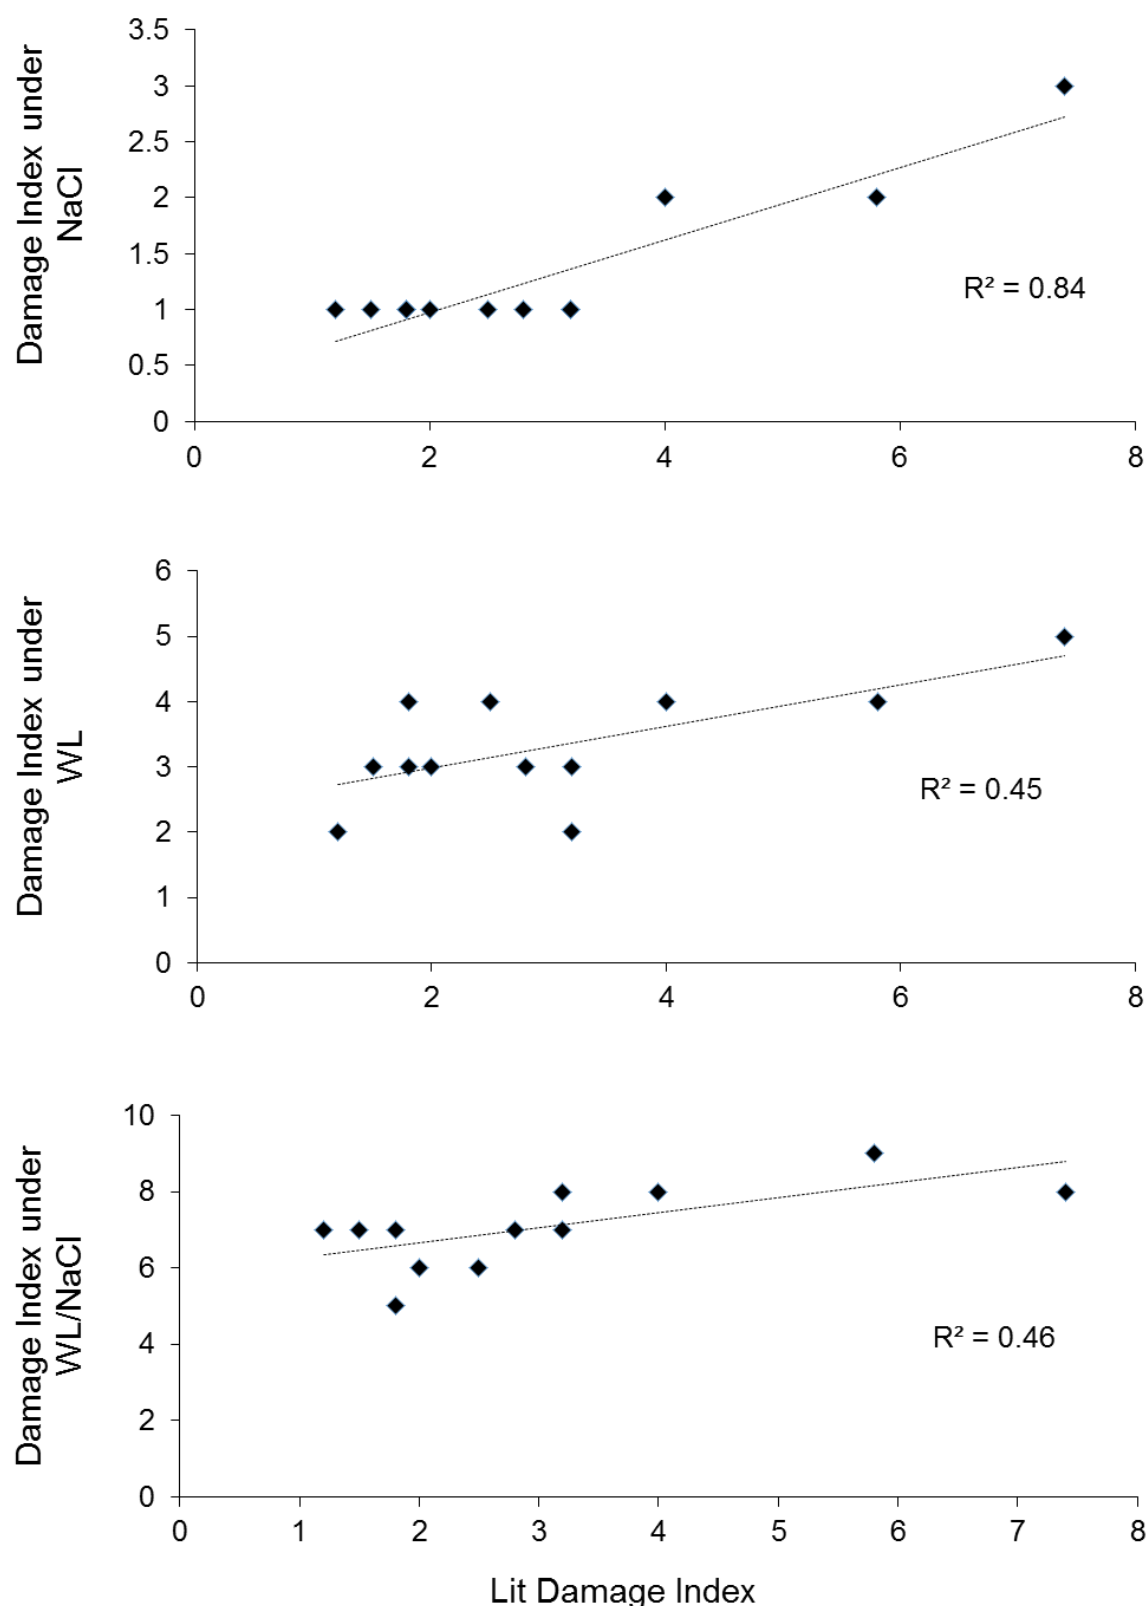 Damage Index under
NaCl
3.5
3
2.5
2
1.5
1
0.5
0
0 2 4 6 8
R² = 0.84
Damage Index under
WL
6
5
4
3
2
1
0
0 2 4 6 8
R² = 0.45
Damage Index under
WL/NaCl
10
8
6
4
2
0
0 1 2 3 4 5 6 7 8
R² = 0.46
Lit Damage Index